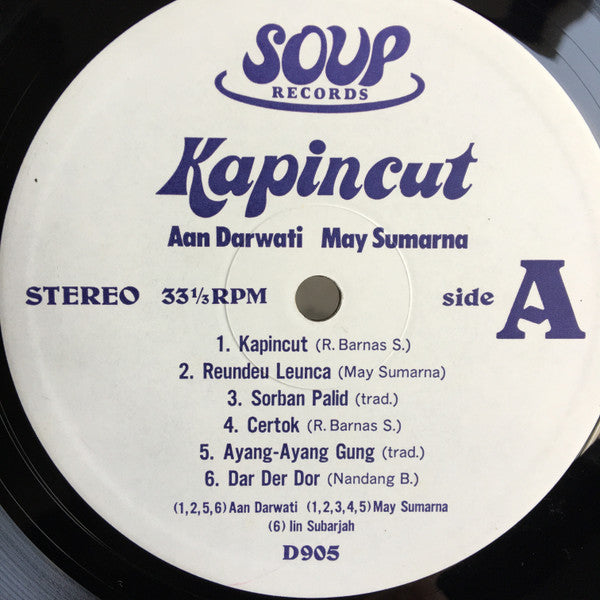 SOUP
RECORDS
Kapincut
Aan Darwati May Sumarna
STEREO 33⅓RPM side A
1. Kapincut (R. Barnas S.)
2. Reundeu Leunca (May Sumarna)
3. Sorban Palid (trad.)
4. Certok (R. Barnas S.)
5. Ayang-Ayang Gung (trad.)
6. Dar Der Dor (Nandang B.)
(1,2,5,6) Aan Darwati (1,2,3,4,5) May Sumarna
(6) Iin Subarjah
D905